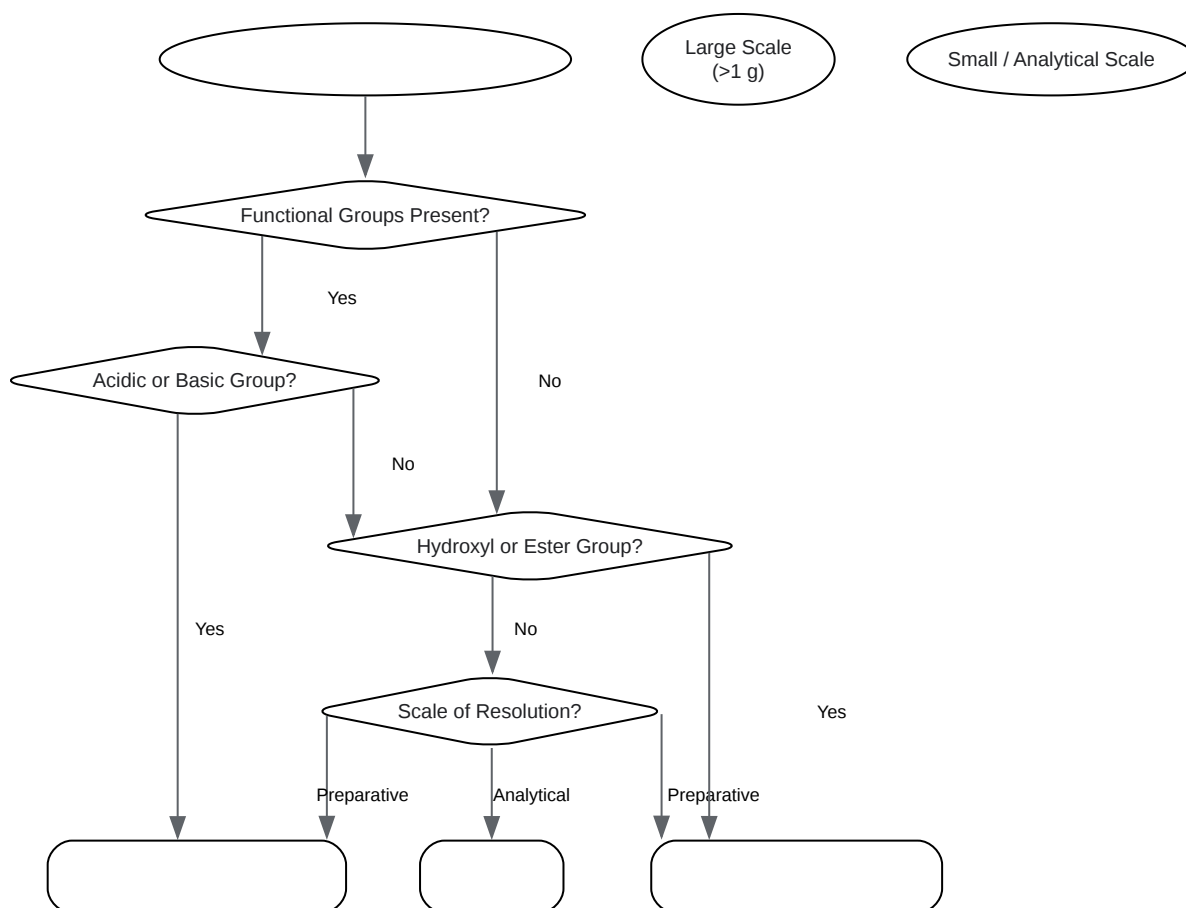 Large Scale
(>1 g)
Small / Analytical Scale
Functional Groups Present?
Yes
Acidic or Basic Group?
No
No
Hydroxyl or Ester Group?
Yes
No
Scale of Resolution?
Yes
Preparative
Analytical
Preparative